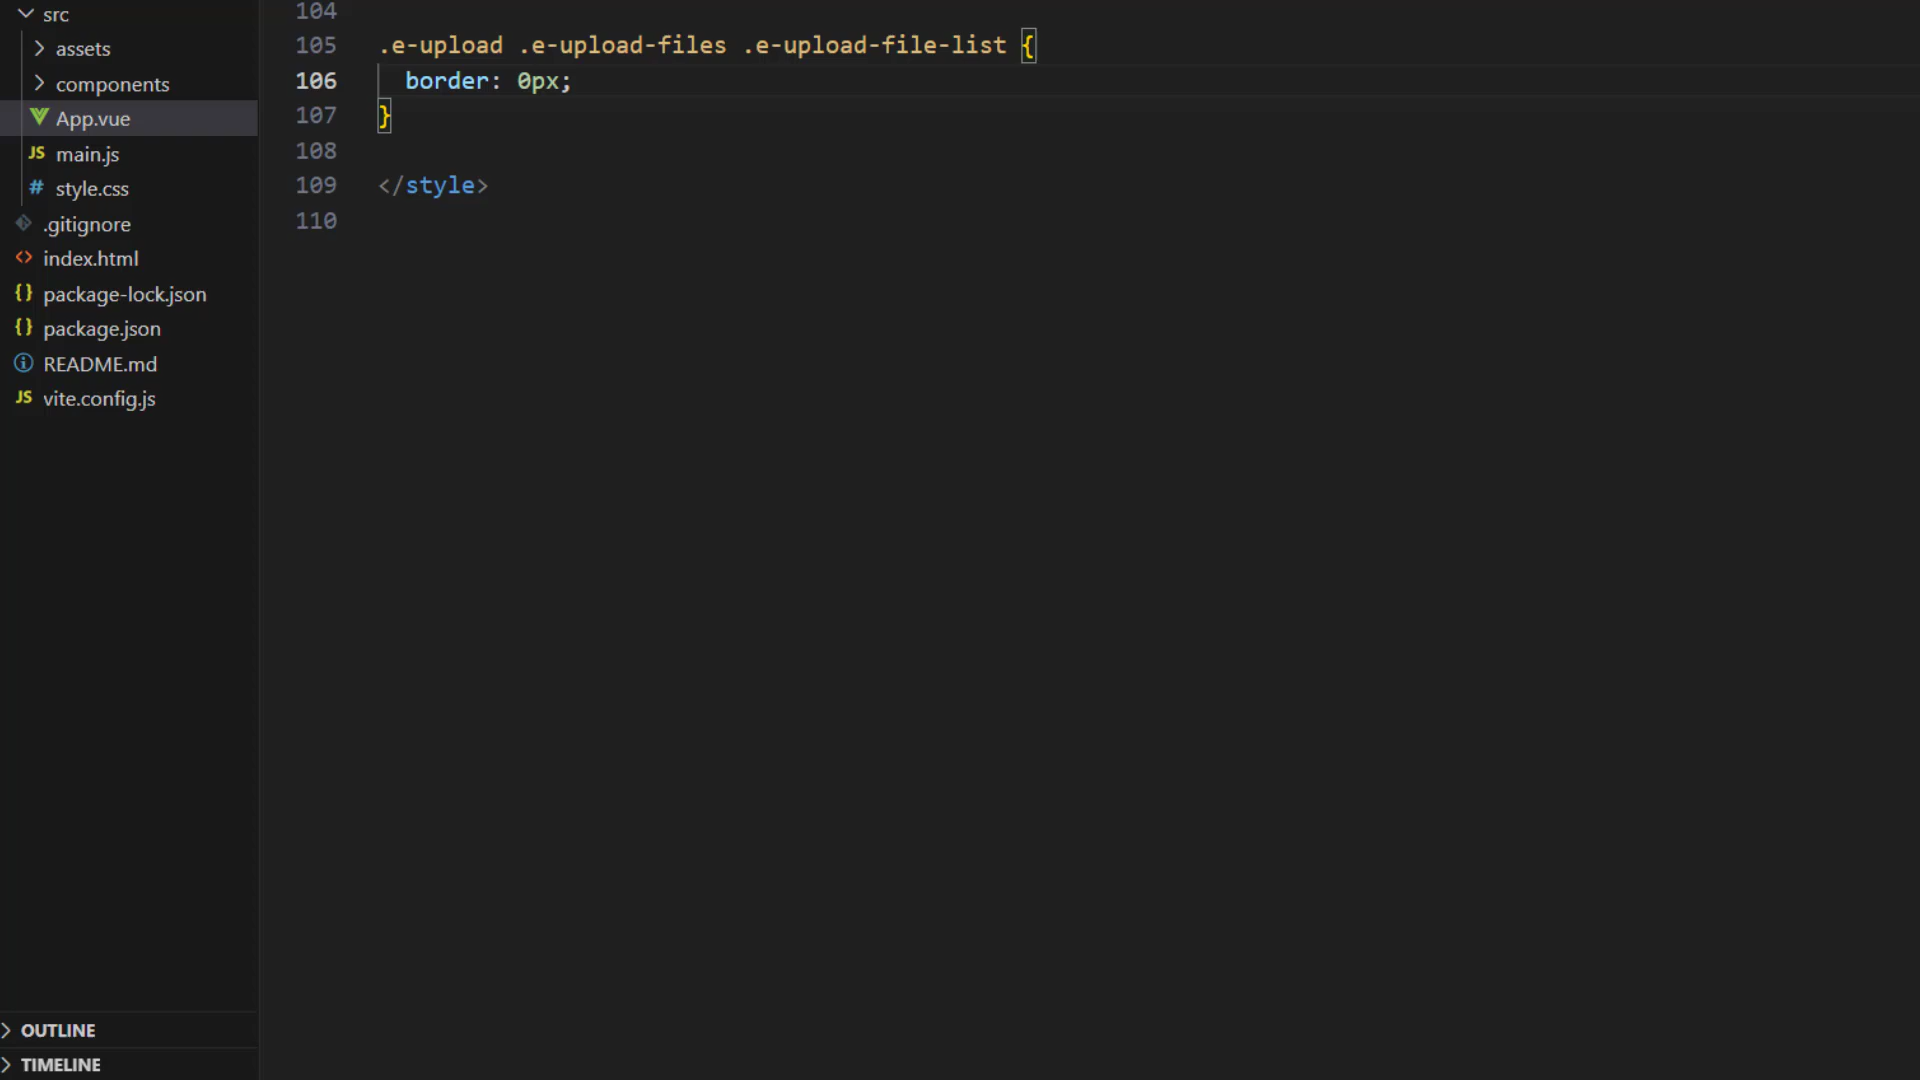 src
assets
components
App.vue
JS main.js
# style.css
.gitignore
<> index.html
{} package-lock.json
{} package.json
README.md
JS vite.config.js
OUTLINE
TIMELINE
104
105 .e-upload .e-upload-files .e-upload-file-list {
106 border: 0px;
107 }
108
109 </style>
110